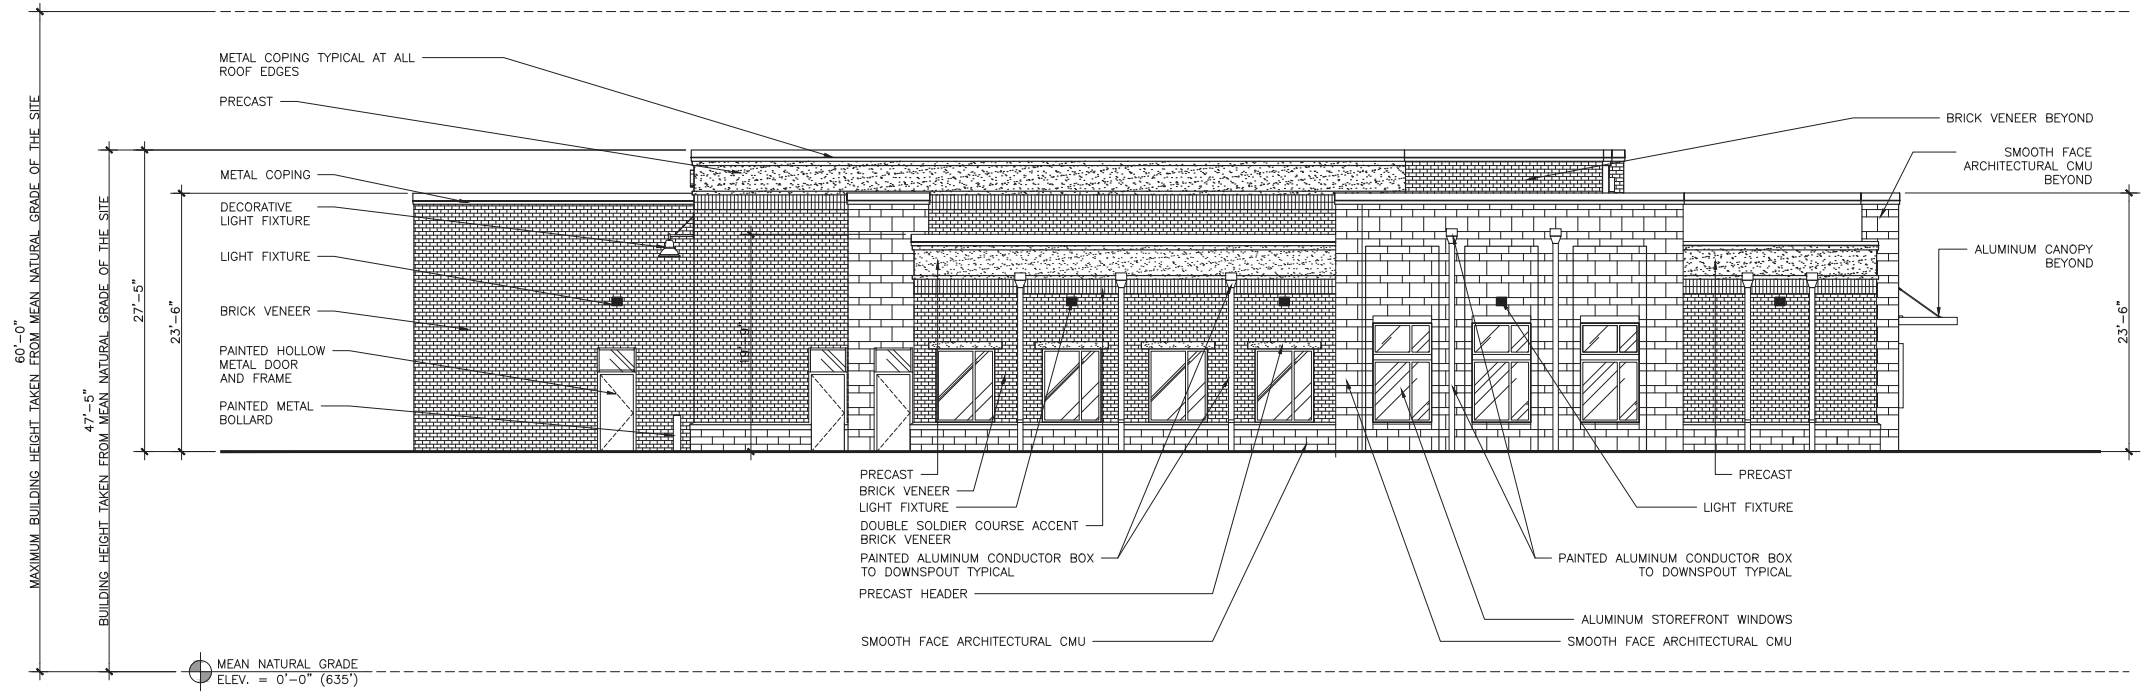 METAL COPING TYPICAL AT ALL
ROOF EDGES
PRECAST
METAL COPING
DECORATIVE
LIGHT FIXTURE
LIGHT FIXTURE
BRICK VENEER
PAINTED HOLLOW
METAL DOOR
AND FRAME
PAINTED METAL
BOLLARD
60'-0"
MAXIMUM BUILDING HEIGHT TAKEN FROM MEAN NATURAL GRADE OF THE SITE
47'-5"
BUILDING HEIGHT TAKEN FROM MEAN NATURAL GRADE OF THE SITE
27'-5"
23'-6"
BRICK VENEER BEYOND
SMOOTH FACE
ARCHITECTURAL CMU
BEYOND
ALUMINUM CANOPY
BEYOND
23'-6"
PRECAST
BRICK VENEER
LIGHT FIXTURE
DOUBLE SOLDIER COURSE ACCENT
BRICK VENEER
PAINTED ALUMINUM CONDUCTOR BOX
TO DOWNSPOUT TYPICAL
PRECAST HEADER
SMOOTH FACE ARCHITECTURAL CMU
PRECAST
LIGHT FIXTURE
PAINTED ALUMINUM CONDUCTOR BOX
TO DOWNSPOUT TYPICAL
ALUMINUM STOREFRONT WINDOWS
SMOOTH FACE ARCHITECTURAL CMU
MEAN NATURAL GRADE
ELEV. = 0'-0" (635')